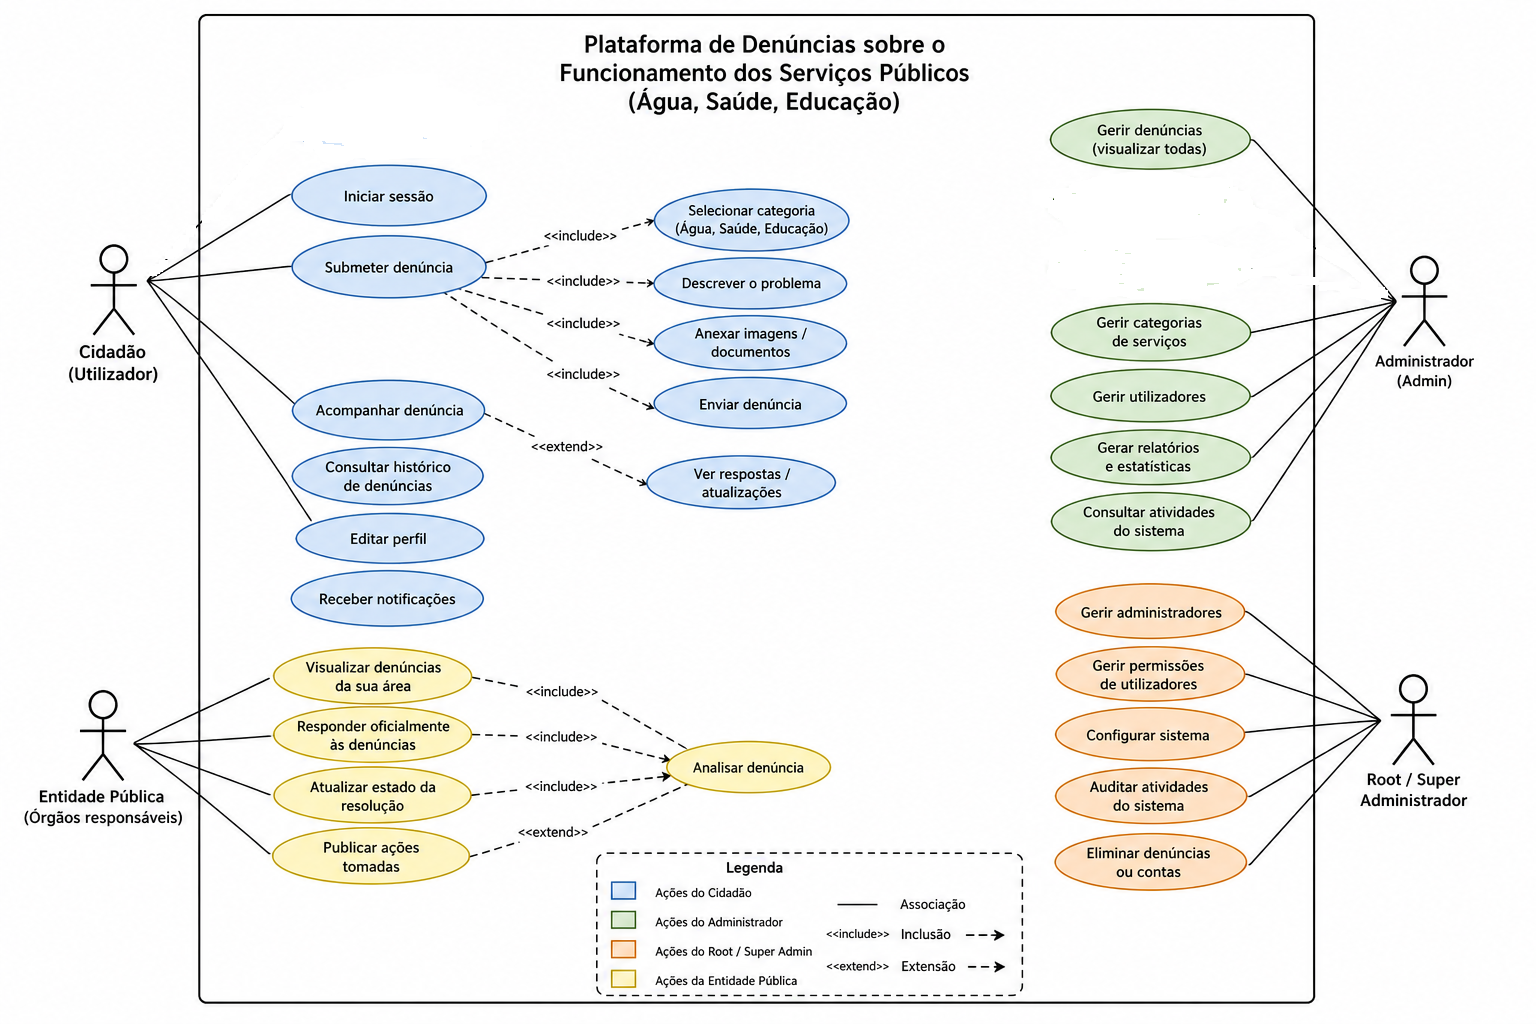 Plataforma de Denúncias sobre o
Funcionamento dos Serviços Públicos
(Água, Saúde, Educação)
Cidadão
(Utilizador)
Iniciar sessão
Submeter denúncia
Acompanhar denúncia
Consultar histórico
de denúncias
Editar perfil
Receber notificações
<<include>>
<<include>>
<<include>>
<<include>>
<<extend>>
Selecionar categoria
(Água, Saúde, Educação)
Descrever o problema
Anexar imagens /
documentos
Enviar denúncia
Ver respostas /
atualizações
Gerir denúncias
(visualizar todas)
Gerir categorias
de serviços
Gerir utilizadores
Gerar relatórios
e estatísticas
Consultar atividades
do sistema
Administrador
(Admin)
Entidade Pública
(Órgãos responsáveis)
Visualizar denúncias
da sua área
Responder oficialmente
às denúncias
Atualizar estado da
resolução
Publicar ações
tomadas
<<include>>
<<include>>
<<include>>
<<extend>>
Analisar denúncia
Gerir administradores
Gerir permissões
de utilizadores
Configurar sistema
Auditar atividades
do sistema
Eliminar denúncias
ou contas
Root / Super
Administrador
Legenda
Ações do Cidadão
Ações do Administrador
Ações do Root / Super Admin
Ações da Entidade Pública
Associação
<<include>> Inclusão
<<extend>> Extensão